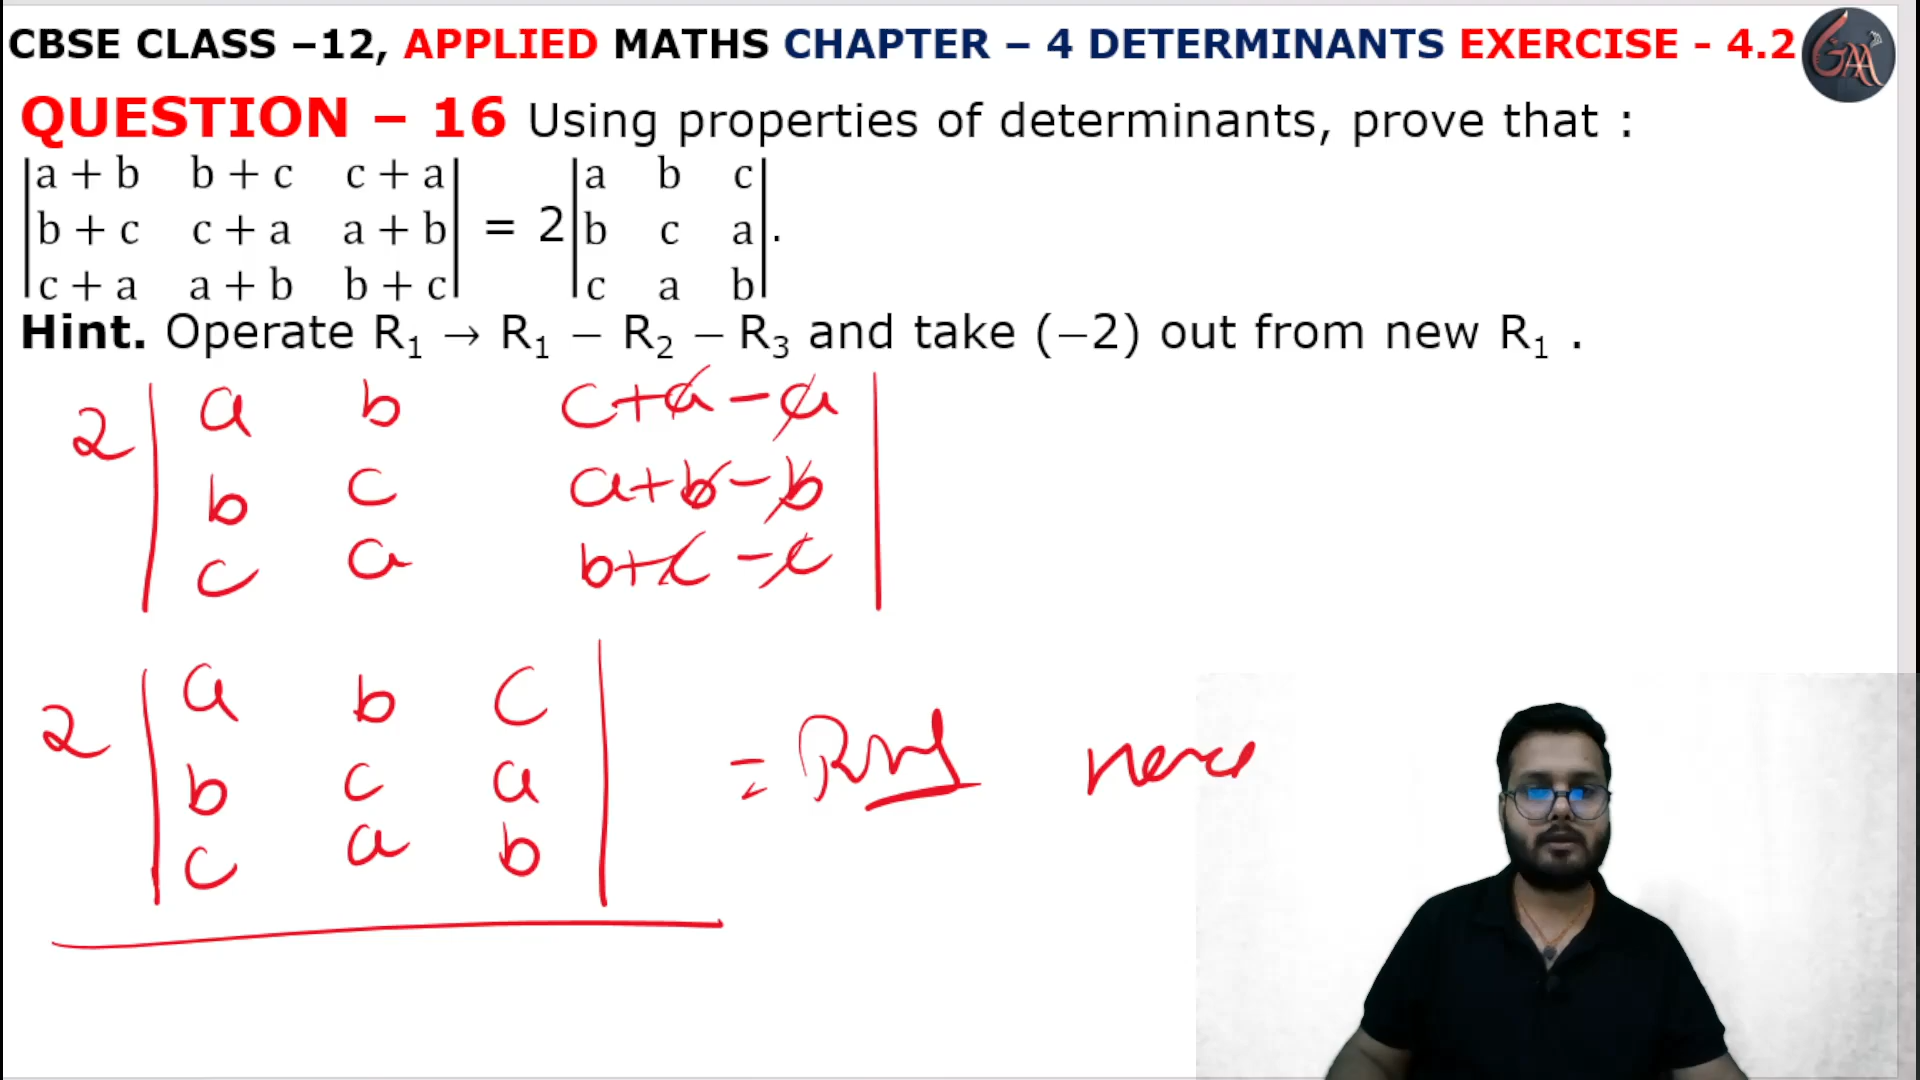 CBSE CLASS –12, APPLIED MATHS CHAPTER – 4 DETERMINANTS EXERCISE - 4.2
QUESTION – 16 Using properties of determinants, prove that :
|a + b b + c c + a| |a b c|
|b + c c + a a + b| = 2 |b c a|.
|c + a a + b b + c| |c a b|
Hint. Operate R₁ → R₁ − R₂ − R₃ and take (−2) out from new R₁ .
2 | a b c+a−a |
| b c a+b−b |
| c a b+c−c |
2 | a b c |
| b c a | =
| c a b |